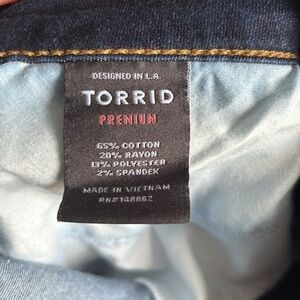 DESIGNED IN L.A.
TORRID
PREMIUM
65% COTTON
20% RAYON
13% POLYESTER
2% SPANDEX
MADE IN VIETNAM
RN#148862